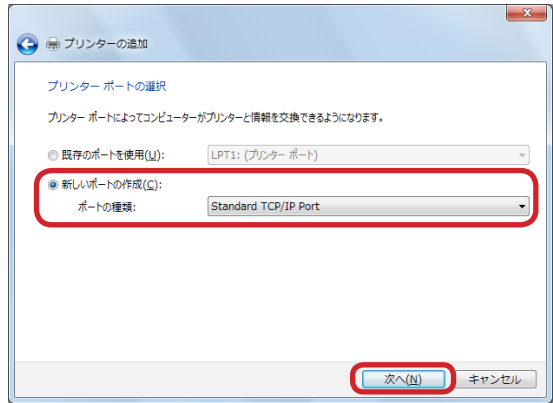 プリンターの追加
プリンター ポートの選択
プリンター ポートによってコンピューターがプリンターと情報を交換できるようになります。
既存のポートを使用(U): LPT1: (プリンター ポート)
新しいポートの作成(C):
ポートの種類: Standard TCP/IP Port
次へ(N) キャンセル